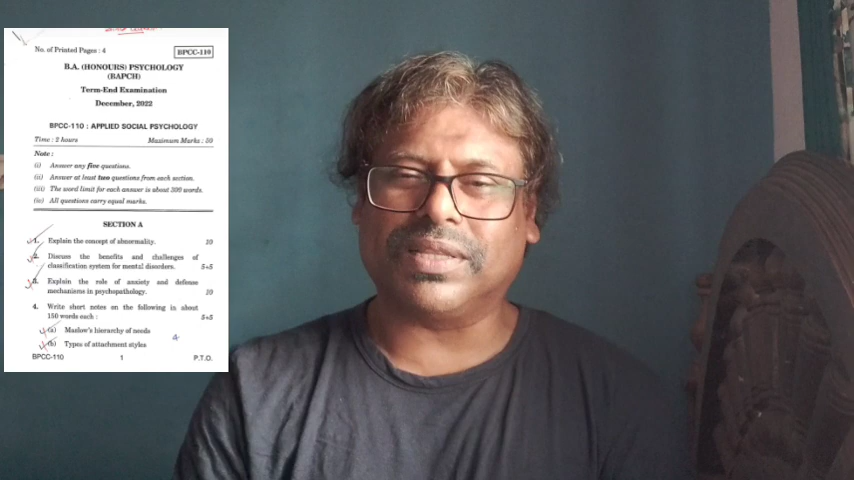 No. of Printed Pages : 4
BPCC-110
B.A. (HONOURS) PSYCHOLOGY
(BAPCH)
Term-End Examination
December, 2022
BPCC-110 : APPLIED SOCIAL PSYCHOLOGY
Time : 2 hours Maximum Marks : 50
Note :
(i) Answer any five questions.
(ii) Answer at least two questions from each section.
(iii) The word limit for each answer is about 300 words.
(iv) All questions carry equal marks.
SECTION A
1. Explain the concept of abnormality. 10
2. Discuss the benefits and challenges of
classification system for mental disorders. 5+5
3. Explain the role of anxiety and defense
mechanisms in psychopathology. 10
4. Write short notes on the following in about
150 words each : 5+5
(a) Maslow's hierarchy of needs
(b) Types of attachment styles
4
BPCC-110 1 P.T.O.